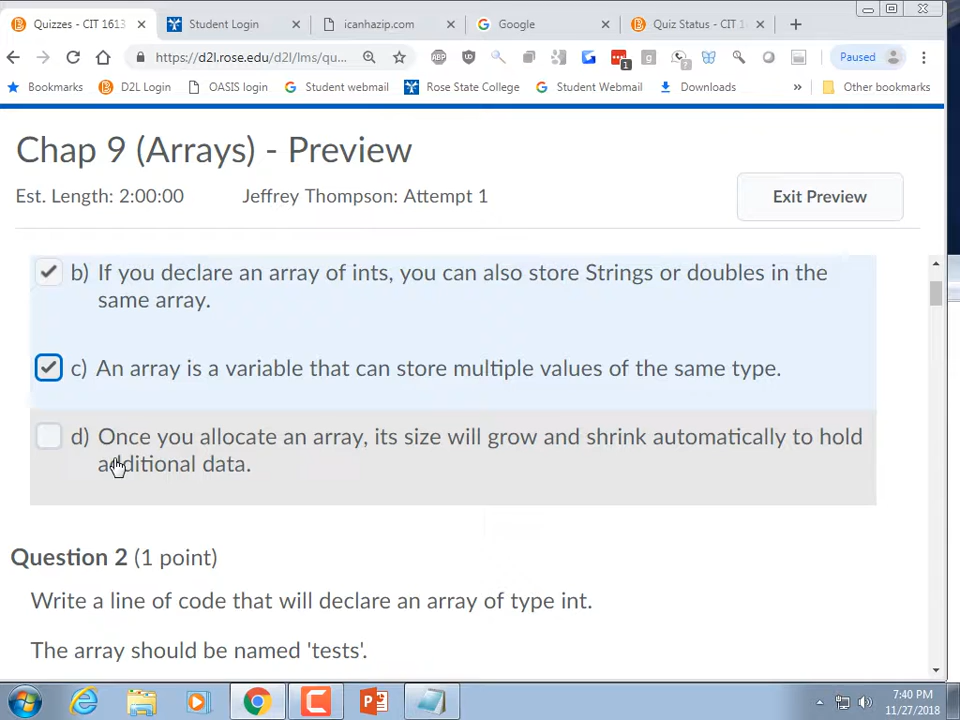 Quizzes - CIT 1613
Student Login
icanhazip.com
Google
Quiz Status - CIT 1
https://d2l.rose.edu/d2l/lms/qu...
ABP
1
g
?
Paused
Bookmarks
D2L Login
OASIS login
Student webmail
Rose State College
Student Webmail
Downloads
»
Other bookmarks
Chap 9 (Arrays) - Preview
Est. Length: 2:00:00
Jeffrey Thompson: Attempt 1
Exit Preview
b) If you declare an array of ints, you can also store Strings or doubles in the
same array.
c) An array is a variable that can store multiple values of the same type.
d) Once you allocate an array, its size will grow and shrink automatically to hold
additional data.
Question 2 (1 point)
Write a line of code that will declare an array of type int.
The array should be named 'tests'.
7:40 PM
11/27/2018